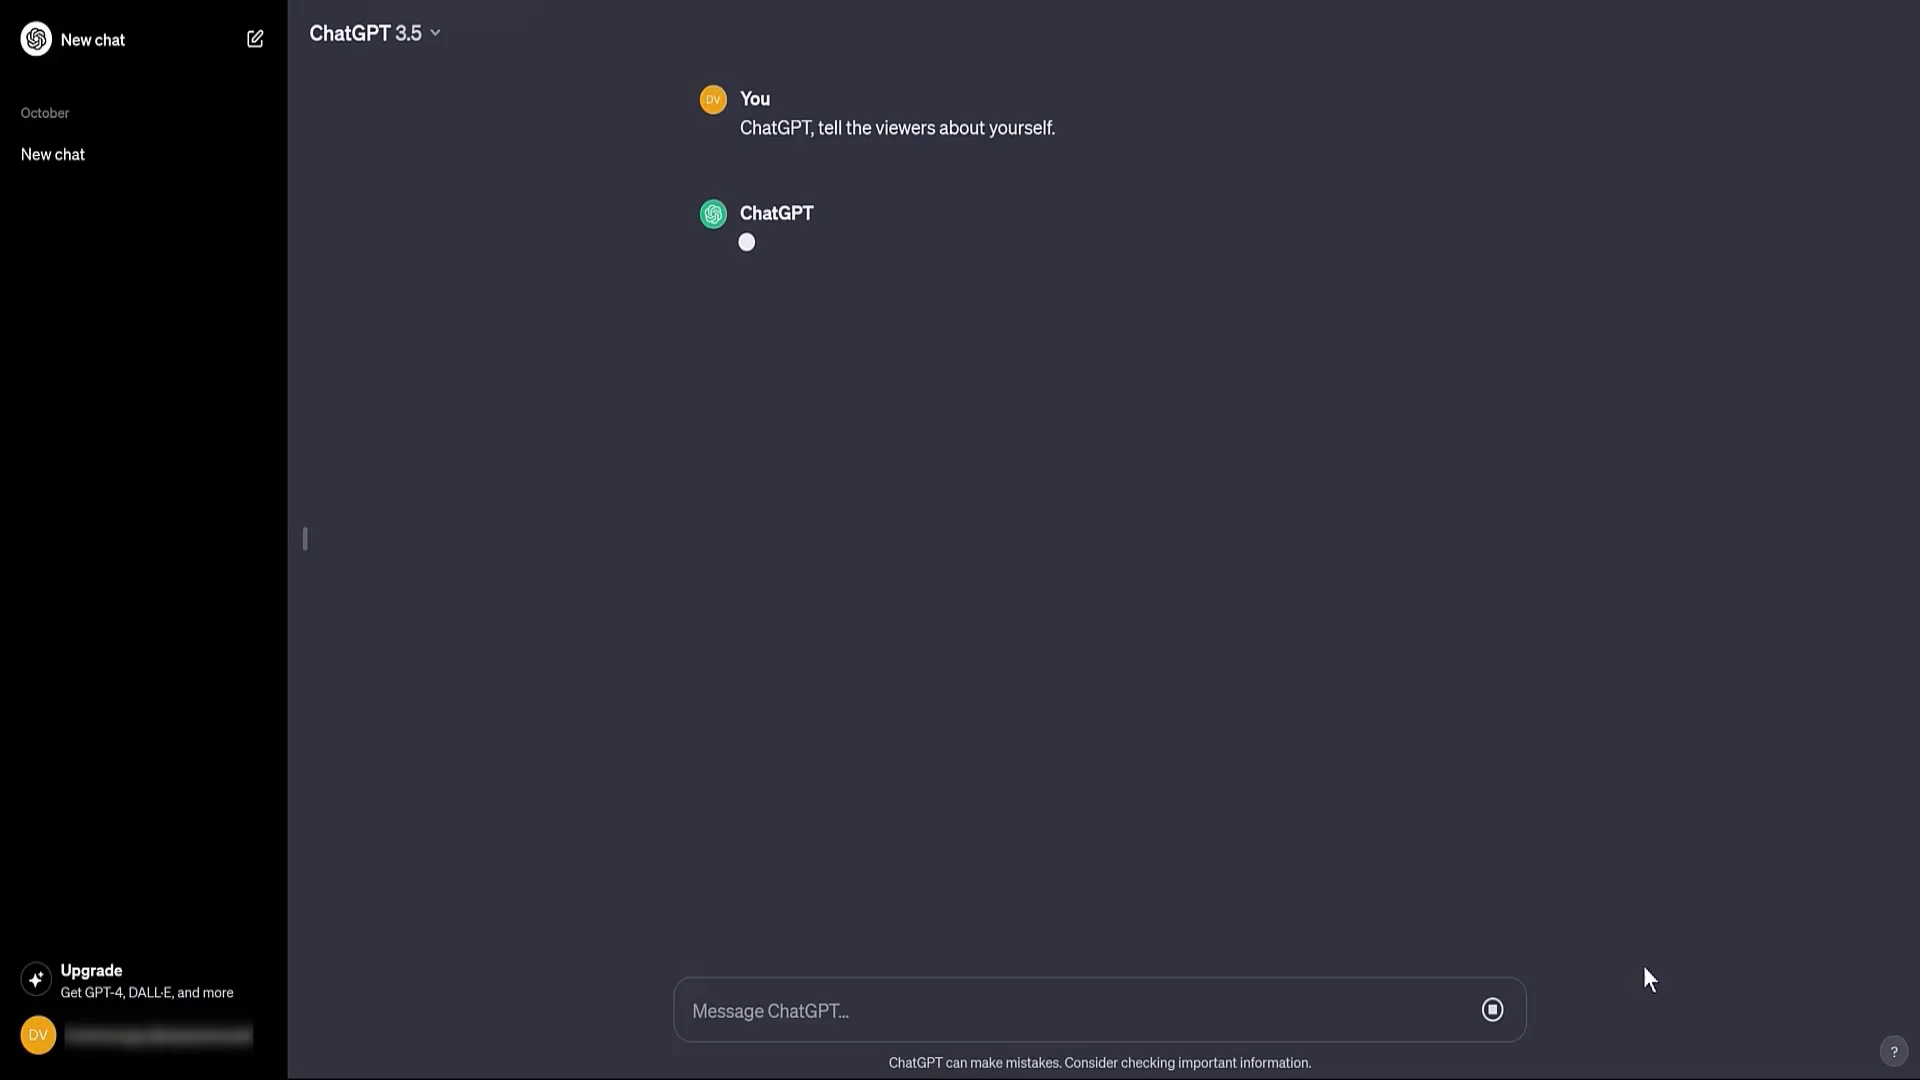 New chat
October
New chat
Upgrade
Get GPT-4, DALL·E, and more
DV
ChatGPT 3.5
DV
You
ChatGPT, tell the viewers about yourself.
ChatGPT
Message ChatGPT...
ChatGPT can make mistakes. Consider checking important information.
?